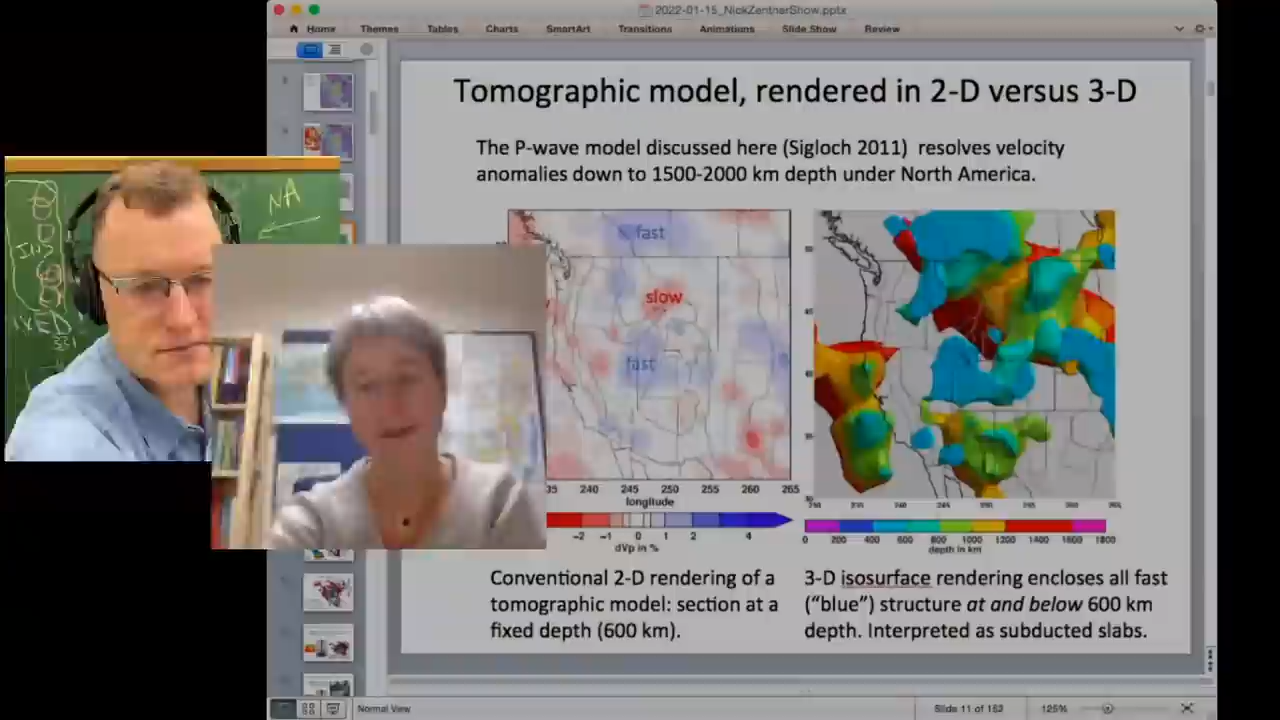 2022-01-15_NickZentnerShow.pptx
Home Themes Tables Charts SmartArt Transitions Animations Slide Show Review
Tomographic model, rendered in 2-D versus 3-D
The P-wave model discussed here (Sigloch 2011) resolves velocity
anomalies down to 1500-2000 km depth under North America.
NA
fast
slow
fast
35 240 245 250 255 260 265
longitude
-2 -1 0 1 2 4
dVp in %
0 200 400 600 800 1000 1200 1400 1600 1800
depth in km
Conventional 2-D rendering of a
tomographic model: section at a
fixed depth (600 km).
3-D isosurface rendering encloses all fast
(“blue”) structure at and below 600 km
depth. Interpreted as subducted slabs.
Normal View
Slide 11 of 152
125%